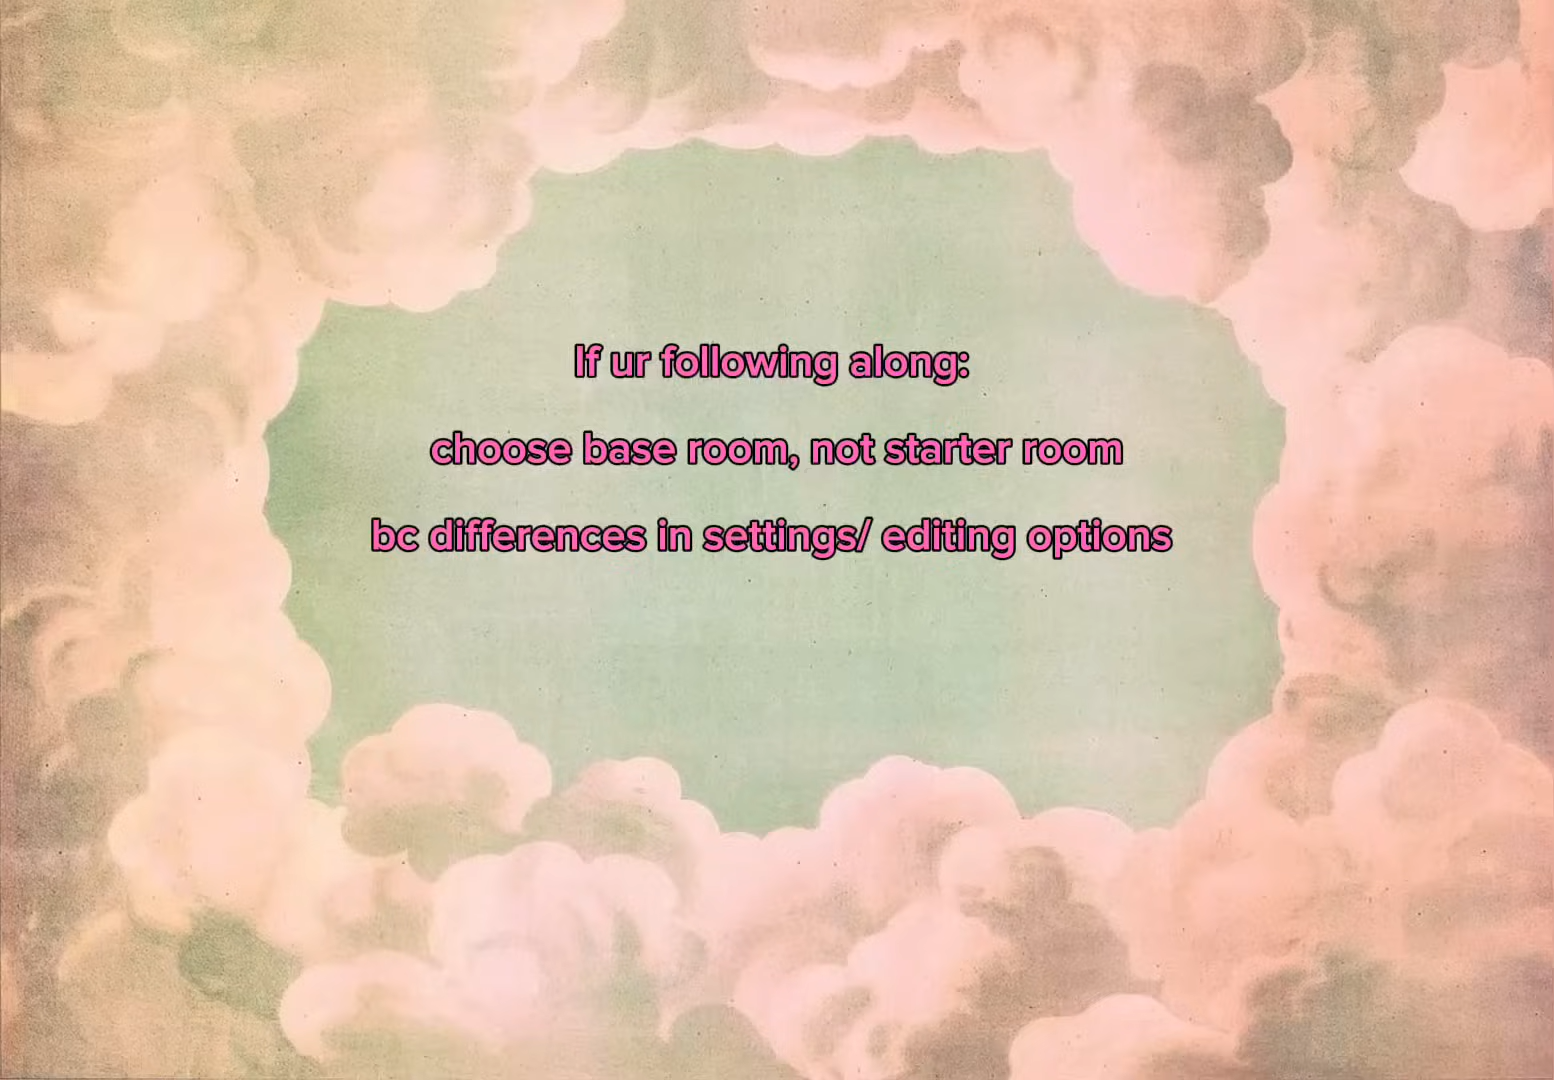 If ur following along:
choose base room, not starter room
bc differences in settings/ editing options